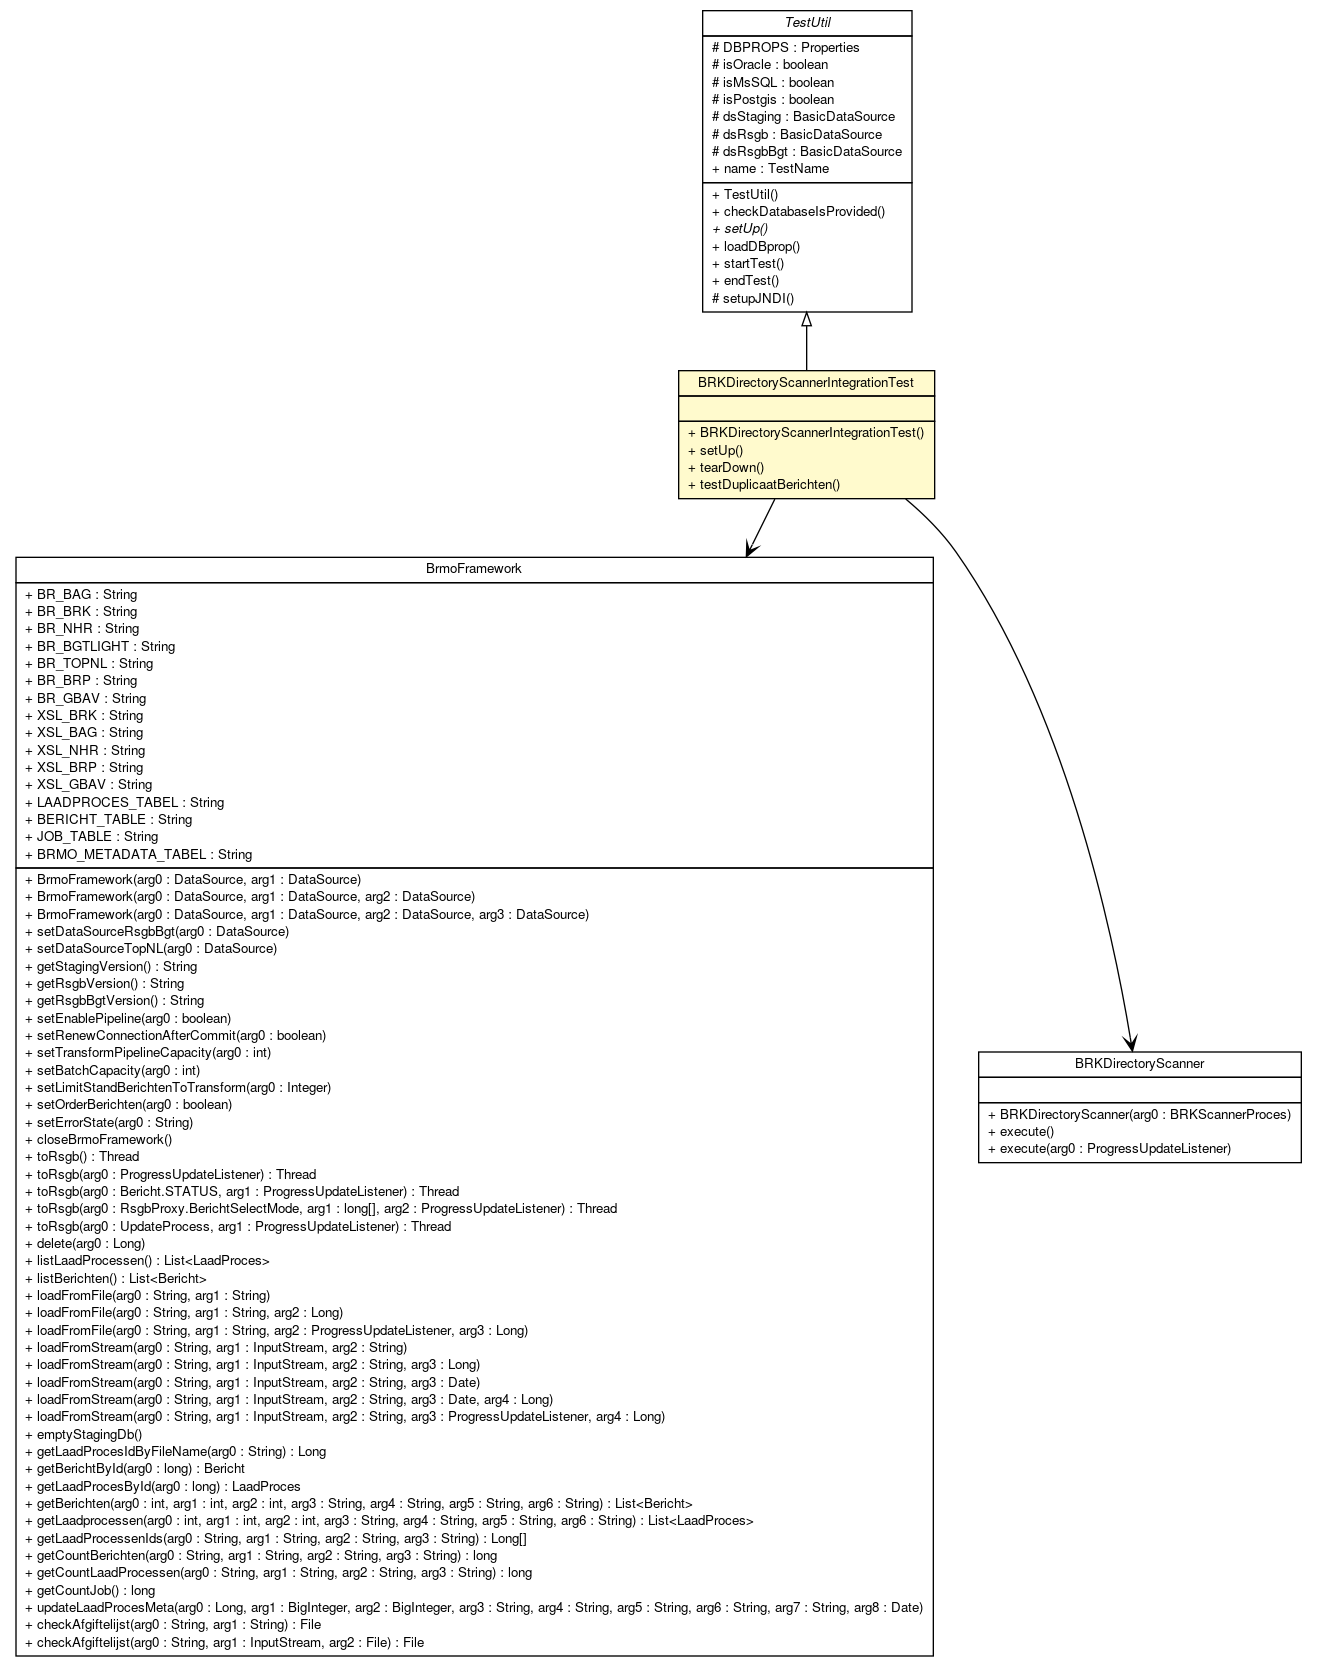 TestUtil
# DBPROPS : Properties
# isOracle : boolean
# isMsSQL : boolean
# isPostgis : boolean
# dsStaging : BasicDataSource
# dsRsgb : BasicDataSource
# dsRsgbBgt : BasicDataSource
+ name : TestName
+ TestUtil()
+ checkDatabaseIsProvided()
+ setUp()
+ loadDBprop()
+ startTest()
+ endTest()
# setupJNDI()
BRKDirectoryScannerIntegrationTest
+ BRKDirectoryScannerIntegrationTest()
+ setUp()
+ tearDown()
+ testDuplicaatBerichten()
BrmoFramework
+ BR_BAG : String
+ BR_BRK : String
+ BR_NHR : String
+ BR_BGTLIGHT : String
+ BR_TOPNL : String
+ BR_BRP : String
+ BR_GBAV : String
+ XSL_BRK : String
+ XSL_BAG : String
+ XSL_NHR : String
+ XSL_BRP : String
+ XSL_GBAV : String
+ LAADPROCES_TABEL : String
+ BERICHT_TABLE : String
+ JOB_TABLE : String
+ BRMO_METADATA_TABEL : String
+ BrmoFramework(arg0 : DataSource, arg1 : DataSource)
+ BrmoFramework(arg0 : DataSource, arg1 : DataSource, arg2 : DataSource)
+ BrmoFramework(arg0 : DataSource, arg1 : DataSource, arg2 : DataSource, arg3 : DataSource)
+ setDataSourceRsgbBgt(arg0 : DataSource)
+ setDataSourceTopNL(arg0 : DataSource)
+ getStagingVersion() : String
+ getRsgbVersion() : String
+ getRsgbBgtVersion() : String
+ setEnablePipeline(arg0 : boolean)
+ setRenewConnectionAfterCommit(arg0 : boolean)
+ setTransformPipelineCapacity(arg0 : int)
+ setBatchCapacity(arg0 : int)
+ setLimitStandBerichtenToTransform(arg0 : Integer)
+ setOrderBerichten(arg0 : boolean)
+ setErrorState(arg0 : String)
+ closeBrmoFramework()
+ toRsgb() : Thread
+ toRsgb(arg0 : ProgressUpdateListener) : Thread
+ toRsgb(arg0 : Bericht.STATUS, arg1 : ProgressUpdateListener) : Thread
+ toRsgb(arg0 : RsgbProxy.BerichtSelectMode, arg1 : long[], arg2 : ProgressUpdateListener) : Thread
+ toRsgb(arg0 : UpdateProcess, arg1 : ProgressUpdateListener) : Thread
+ delete(arg0 : Long)
+ listLaadProcessen() : List<LaadProces>
+ listBerichten() : List<Bericht>
+ loadFromFile(arg0 : String, arg1 : String)
+ loadFromFile(arg0 : String, arg1 : String, arg2 : Long)
+ loadFromFile(arg0 : String, arg1 : String, arg2 : ProgressUpdateListener, arg3 : Long)
+ loadFromStream(arg0 : String, arg1 : InputStream, arg2 : String)
+ loadFromStream(arg0 : String, arg1 : InputStream, arg2 : String, arg3 : Long)
+ loadFromStream(arg0 : String, arg1 : InputStream, arg2 : String, arg3 : Date)
+ loadFromStream(arg0 : String, arg1 : InputStream, arg2 : String, arg3 : Date, arg4 : Long)
+ loadFromStream(arg0 : String, arg1 : InputStream, arg2 : String, arg3 : ProgressUpdateListener, arg4 : Long)
+ emptyStagingDb()
+ getLaadProcesIdByFileName(arg0 : String) : Long
+ getBerichtById(arg0 : long) : Bericht
+ getLaadProcesById(arg0 : long) : LaadProces
+ getBerichten(arg0 : int, arg1 : int, arg2 : int, arg3 : String, arg4 : String, arg5 : String, arg6 : String) : List<Bericht>
+ getLaadprocessen(arg0 : int, arg1 : int, arg2 : int, arg3 : String, arg4 : String, arg5 : String, arg6 : String) : List<LaadProces>
+ getLaadProcessenIds(arg0 : String, arg1 : String, arg2 : String, arg3 : String) : Long[]
+ getCountBerichten(arg0 : String, arg1 : String, arg2 : String, arg3 : String) : long
+ getCountLaadProcessen(arg0 : String, arg1 : String, arg2 : String, arg3 : String) : long
+ getCountJob() : long
+ updateLaadProcesMeta(arg0 : Long, arg1 : BigInteger, arg2 : BigInteger, arg3 : String, arg4 : String, arg5 : String, arg6 : String, arg7 : String, arg8 : Date)
+ checkAfgiftelijst(arg0 : String, arg1 : String) : File
+ checkAfgiftelijst(arg0 : String, arg1 : InputStream, arg2 : File) : File
BRKDirectoryScanner
+ BRKDirectoryScanner(arg0 : BRKScannerProces)
+ execute()
+ execute(arg0 : ProgressUpdateListener)